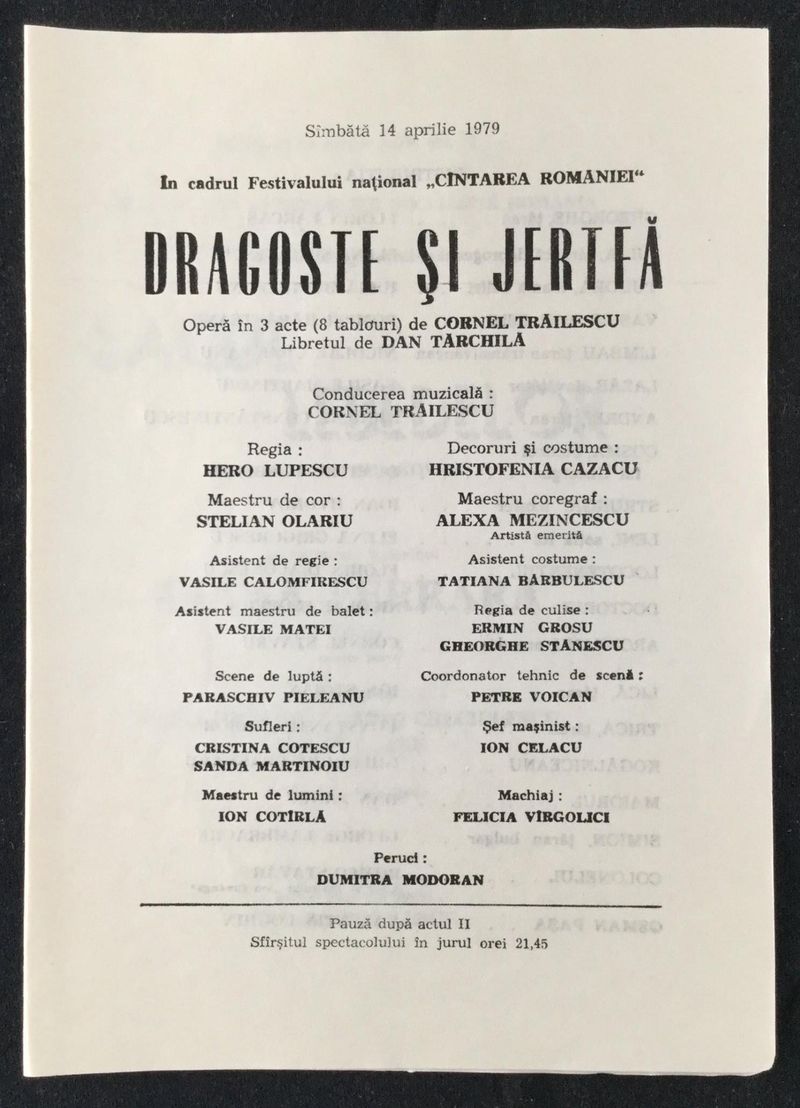 Sîmbătă 14 aprilie 1979
In cadrul Festivalului național „CÎNTAREA ROMANIEI“
DRAGOSTE ȘI JERTFĂ
Operă în 3 acte (8 tablouri) de CORNEL TRĂILESCU
Libretul de DAN TĂRCHILĂ
Conducerea muzicală :
CORNEL TRĂILESCU
Regia :
HERO LUPESCU
Decoruri și costume :
HRISTOFENIA CAZACU
Maestru de cor :
STELIAN OLARIU
Maestru coregraf :
ALEXA MEZINCESCU
Artistă emerită
Asistent de regie :
VASILE CALOMFIRESCU
Asistent costume :
TATIANA BĂRBULESCU
Asistent maestru de balet :
VASILE MATEI
Regia de culise :
ERMIN GROSU
GHEORGHE STĂNESCU
Scene de luptă :
PARASCHIV PIELEANU
Coordonator tehnic de scenă :
PETRE VOICAN
Sufleri :
CRISTINA COTESCU
SANDA MARTINOIU
Șef mașinist :
ION CELACU
Maestru de lumini :
ION COTÎRLĂ
Machiaj :
FELICIA VÎRGOLICI
Peruci :
DUMITRA MODORAN
Pauză după actul II
Sfîrșitul spectacolului în jurul orei 21,45